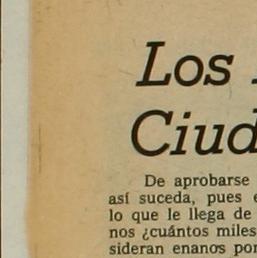 Los
Ciud
De aprobarse
así suceda, pues
lo que le llega de
nos ¿cuántos miles
sideran enanos por